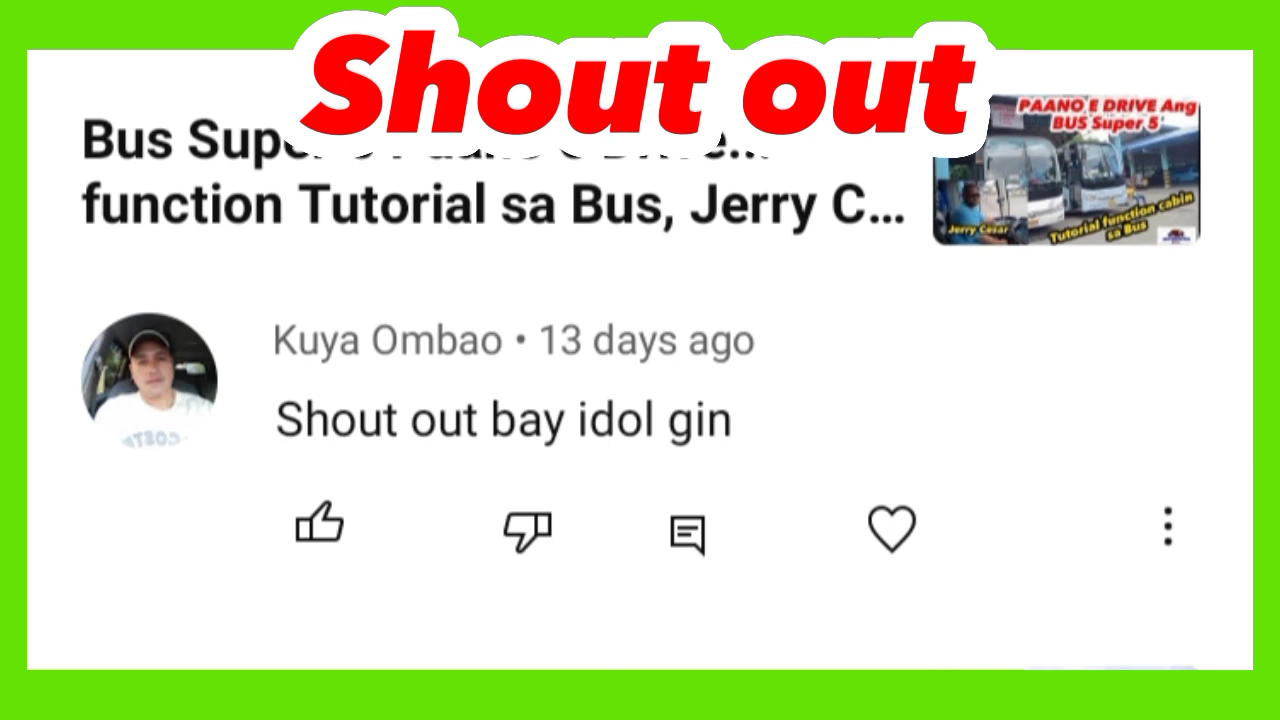 Shout out
Bus
function Tutorial sa Bus, Jerry C...
PAANO E DRIVE Ang
BUS Super 5
Jerry Cesar
Tutorial function cabin
sa Bus
Kuya Ombao • 13 days ago
Shout out bay idol gin